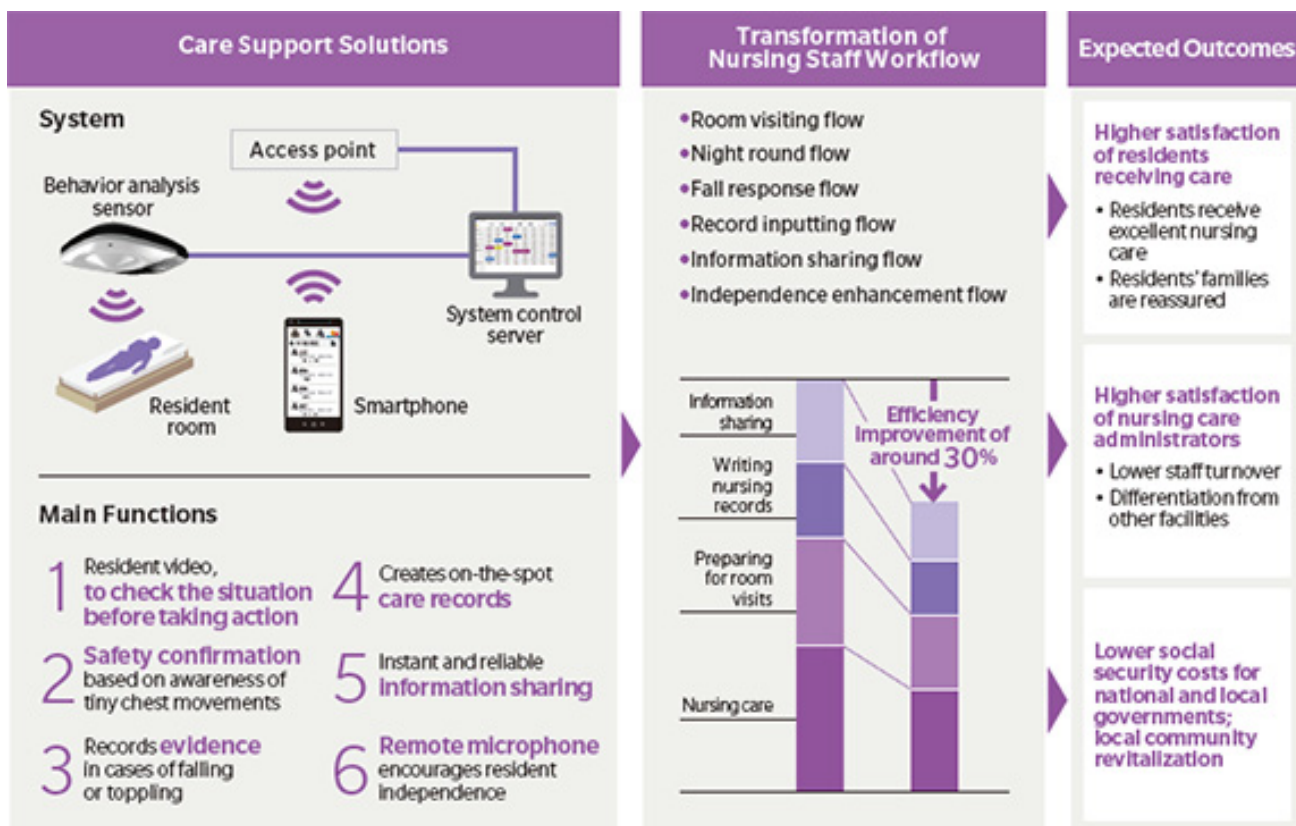 Care Support Solutions
System
Access point
Behavior analysis
sensor
System control
server
Resident
room
Smartphone
Main Functions
1 Resident video,
to check the situation
before taking action
2 Safety confirmation
based on awareness of
tiny chest movements
3 Records evidence
in cases of falling
or toppling
4 Creates on-the-spot
care records
5 Instant and reliable
information sharing
6 Remote microphone
encourages resident
independence
Transformation of
Nursing Staff Workflow
•Room visiting flow
•Night round flow
•Fall response flow
•Record inputting flow
•Information sharing flow
•Independence enhancement flow
Information
sharing
Writing
nursing
records
Preparing
for room
visits
Nursing care
Efficiency
Improvement of
around 30%
Expected Outcomes
Higher satisfaction
of residents
receiving care
• Residents receive
excellent nursing
care
• Residents' families
are reassured
Higher satisfaction
of nursing care
administrators
• Lower staff turnover
• Differentiation from
other facilities
Lower social
security costs for
national and local
governments;
local community
revitalization